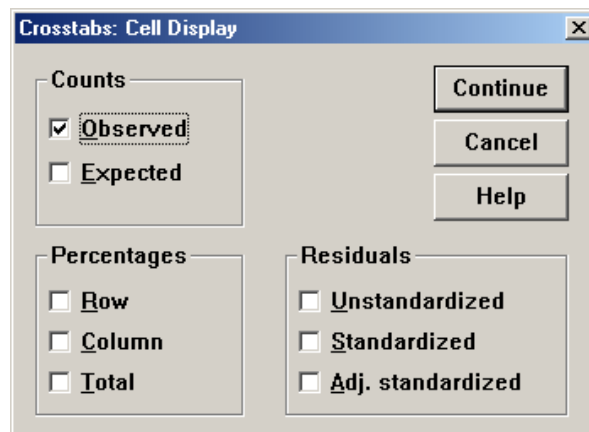 Crosstabs: Cell Display
Counts
Observed
Expected
Continue
Cancel
Help
Percentages
Row
Column
Total
Residuals
Unstandardized
Standardized
Adj. standardized